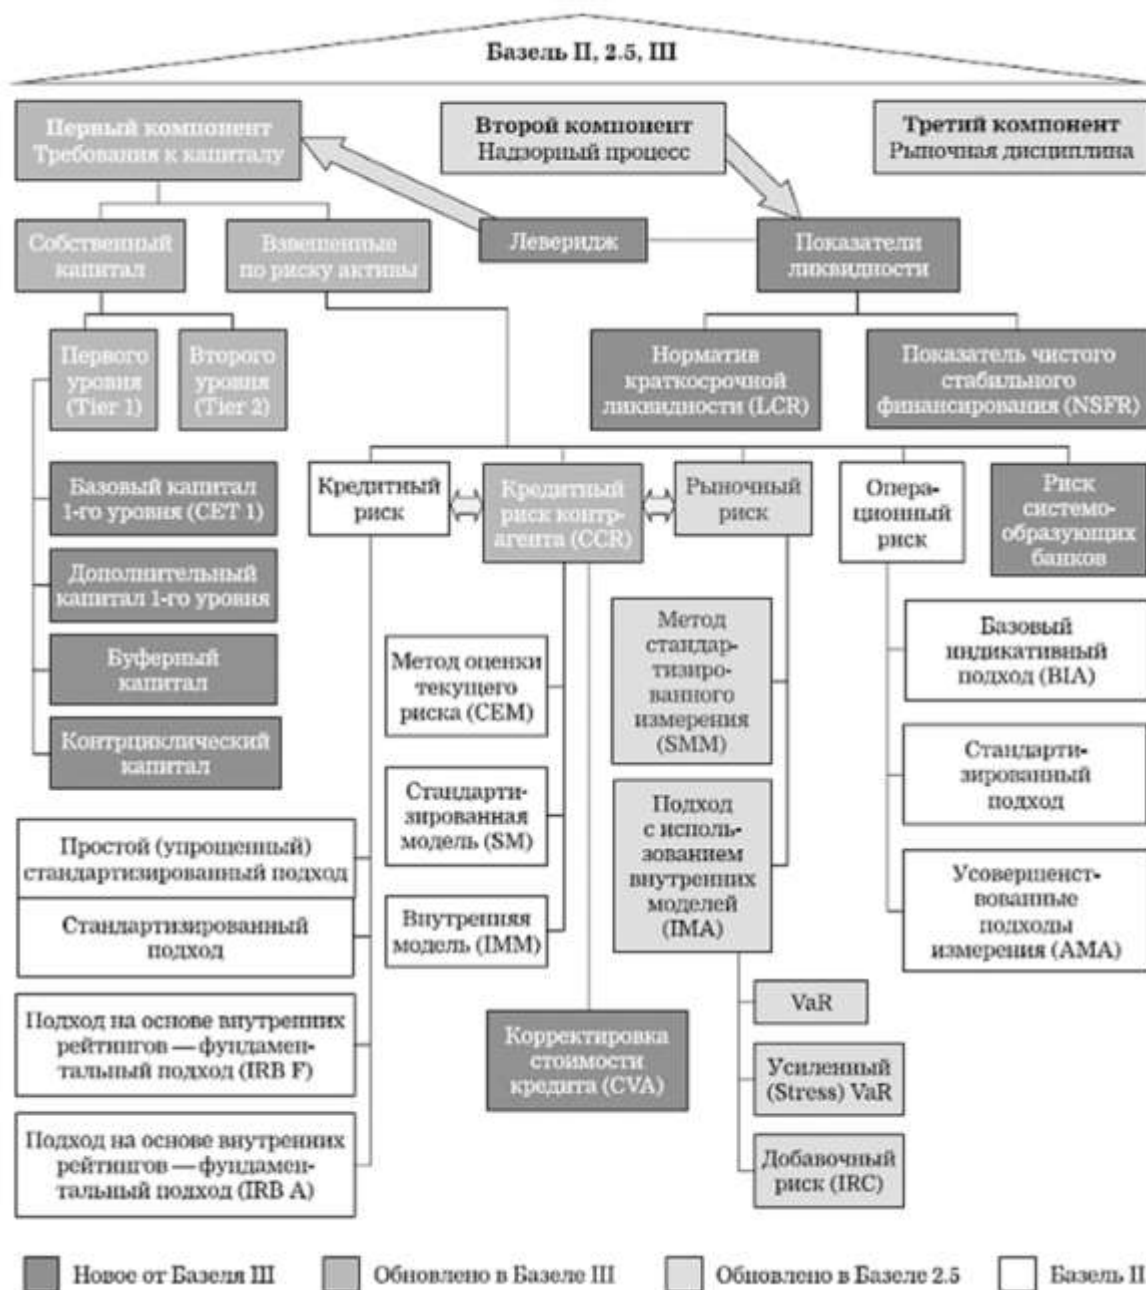 Базель II, 2.5, III
Первый компонент
Требования к капиталу
Второй компонент
Надзорный процесс
Третий компонент
Рыночная дисциплина
Собственный
капитал
Взвешенные
по риску активы
Леверидж
Показатели
ликвидности
Первого
уровня
(Tier 1)
Второго
уровня
(Tier 2)
Норматив
краткосрочной
ликвидности (LCR)
Показатель чистого
стабильного
финансирования (NSFR)
Базовый капитал
1-го уровня (CET 1)
Дополнительный
капитал 1-го уровня
Буферный
капитал
Контрциклический
капитал
Кредитный
риск
Кредитный
риск контр-
агента (CCR)
Рыночный
риск
Опера-
ционный
риск
Риск
системо-
образующих
банков
Метод оценки
текущего
риска (CEM)
Стандарти-
зированная
модель (SM)
Внутренняя
модель (IMM)
Метод
стандар-
тизиро-
ванного
измерения
(SMM)
Подход
с исполь-
зованием
внутренних
моделей
(IMA)
Базовый
индикативный
подход (BIA)
Стандарти-
зированный
подход
Усовершенст-
вованные
подходы
измерения (AMA)
Простой (упрощенный)
стандартизированный подход
Стандартизированный
подход
Подход на основе внутренних
рейтингов — фундамен-
тальный подход (IRB F)
Подход на основе внутренних
рейтингов — фундамен-
тальный подход (IRB A)
Корректировка
стоимости
кредита (CVA)
VaR
Усиленный
(Stress) VaR
Добавочный
риск (IRC)
Новое от Базеля III
Обновлено в Базеле III
Обновлено в Базеле 2.5
Базель II